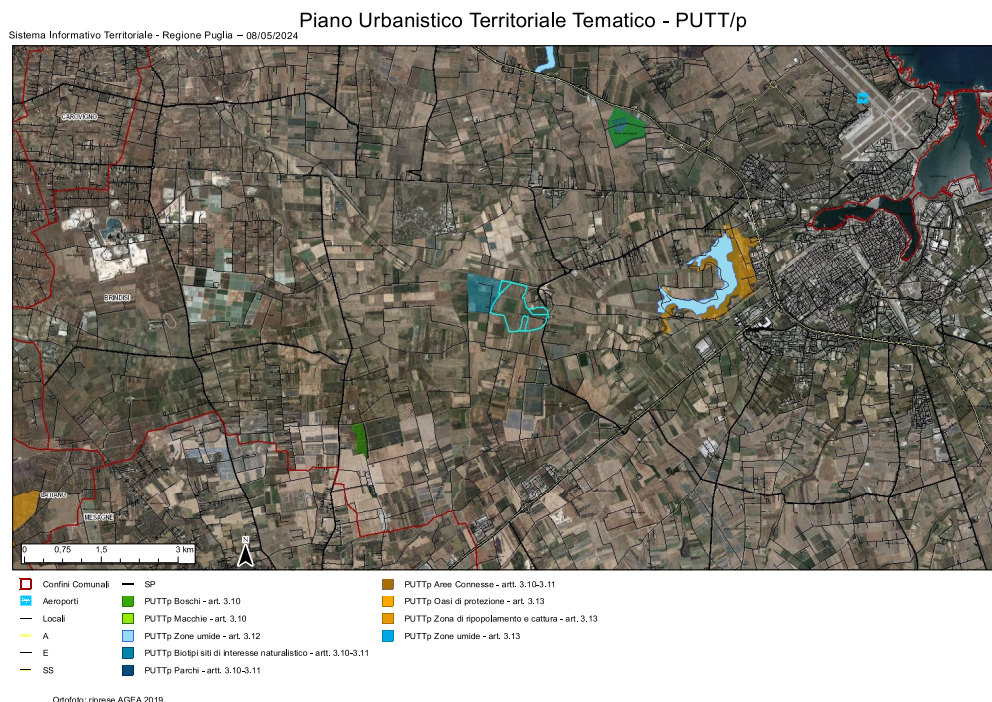 Piano Urbanistico Territoriale Tematico - PUTT/p
Sistema Informativo Territoriale - Regione Puglia – 08/05/2024
CAROVIGNO
BRINDISI
LATIANO
MESAGNE
0 0,75 1,5 3 km
N
Confini Comunali
Aeroporti
Locali
A
E
SS
SP
PUTTp Boschi - art. 3.10
PUTTp Macchie - art. 3.10
PUTTp Zone umide - art. 3.12
PUTTp Biotipi siti di interesse naturalistico - artt. 3.10-3.11
PUTTp Parchi - artt. 3.10-3.11
PUTTp Aree Connesse - artt. 3.10-3.11
PUTTp Oasi di protezione - art. 3.13
PUTTp Zona di ripopolamento e cattura - art. 3.13
PUTTp Zone umide - art. 3.13
Ortofoto: riprese AGEA 2019